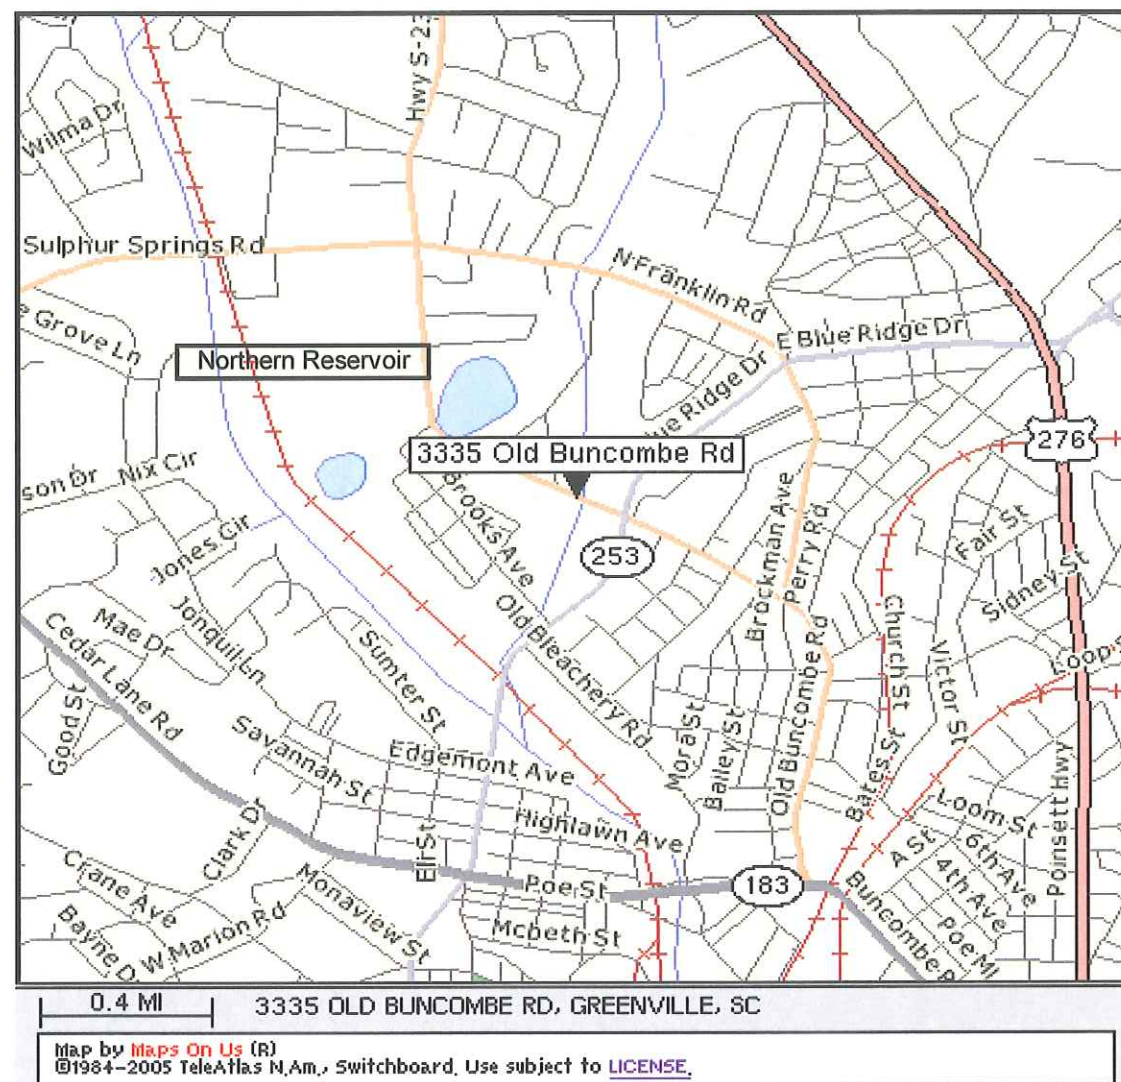 Hwy S-23
Wilma Dr
Sulphur Springs Rd
N Franklin Rd
e Grove Ln
E Blue Ridge Dr
Northern Reservoir
lue Ridge Dr
276
3335 Old Buncombe Rd
son Dr
Nix Cir
Brooks Ave
Brockman Ave
Perry Rd
Fair St
Jones Cir
253
Sidney St
Mae Dr
Jonquil Ln
Old Bleachery Rd
Church St
Victor St
Loop S
Cedar Lane Rd
Sumter St
Old Buncombe Rd
Good St
Savannah St
Mora St
Bailey St
Bates St
Edgemont Ave
Poinsett Hwy
Clark Dr
Highlawn Ave
Loom St
A St
6th Ave
Eli St
4th Ave
Crane Ave
Poe St
183
Buncombe R
Monaview St
Poe Ml
Bayne D
W Marion Rd
Mcbeth St
0.4 MI
3335 OLD BUNCOMBE RD, GREENVILLE, SC
Map by Maps On Us (R)
©1984-2005 TeleAtlas N.Am., Switchboard. Use subject to LICENSE.